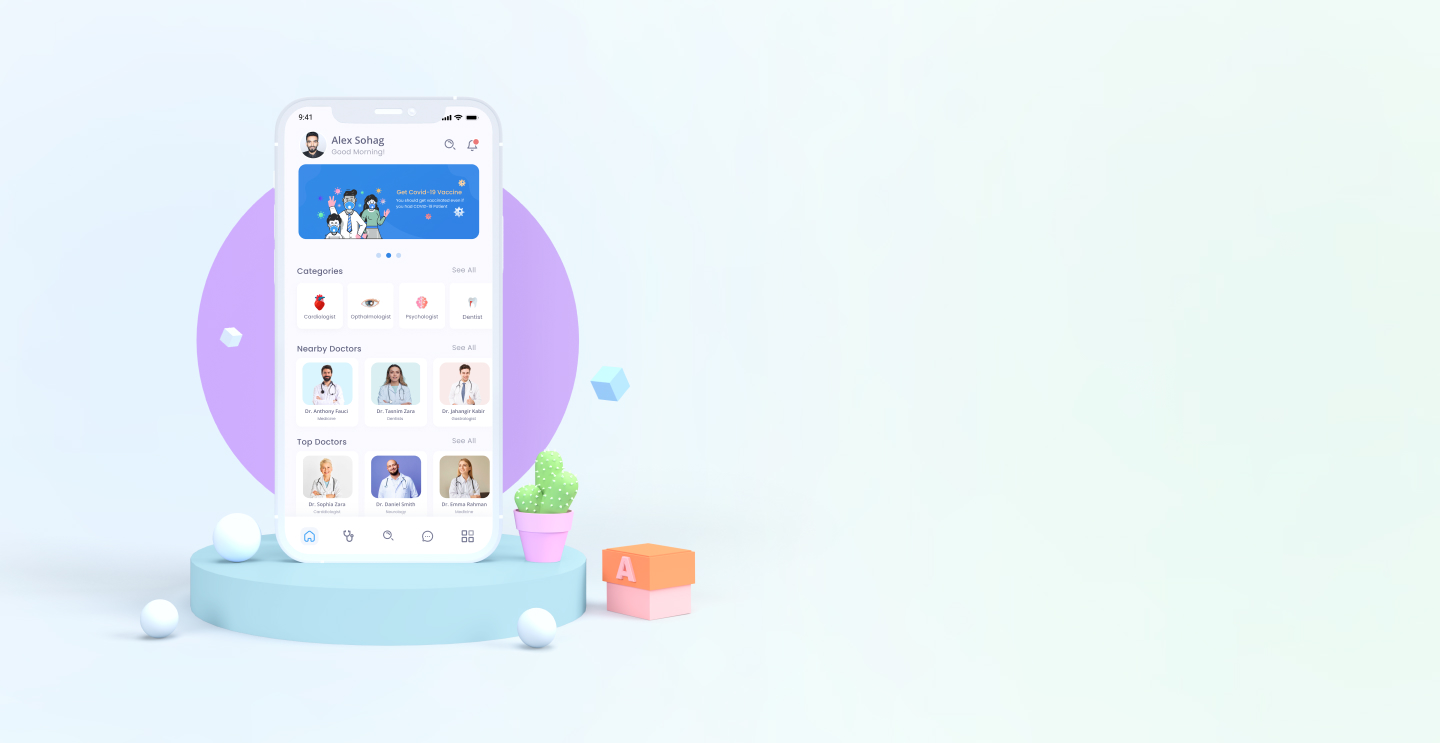 9:41
Alex Sohag
Good Morning!
Get Covid-19 Vaccine
You should get vaccinated even if
you had COVID-19 Patient
Categories
See All
Cardiologist
Opthalmologist
Psychologist
Dentist
Nearby Doctors
See All
Dr. Anthony Fauci
Dr. Tasnim Zara
Dr. Jahangir Kabir
Medicine
Dentists
Gastrologist
Top Doctors
See All
Dr. Sophia Zara
Dr. Daniel Smith
Dr. Emma Rahman
Cardiologist
Neurology
Medicine
A